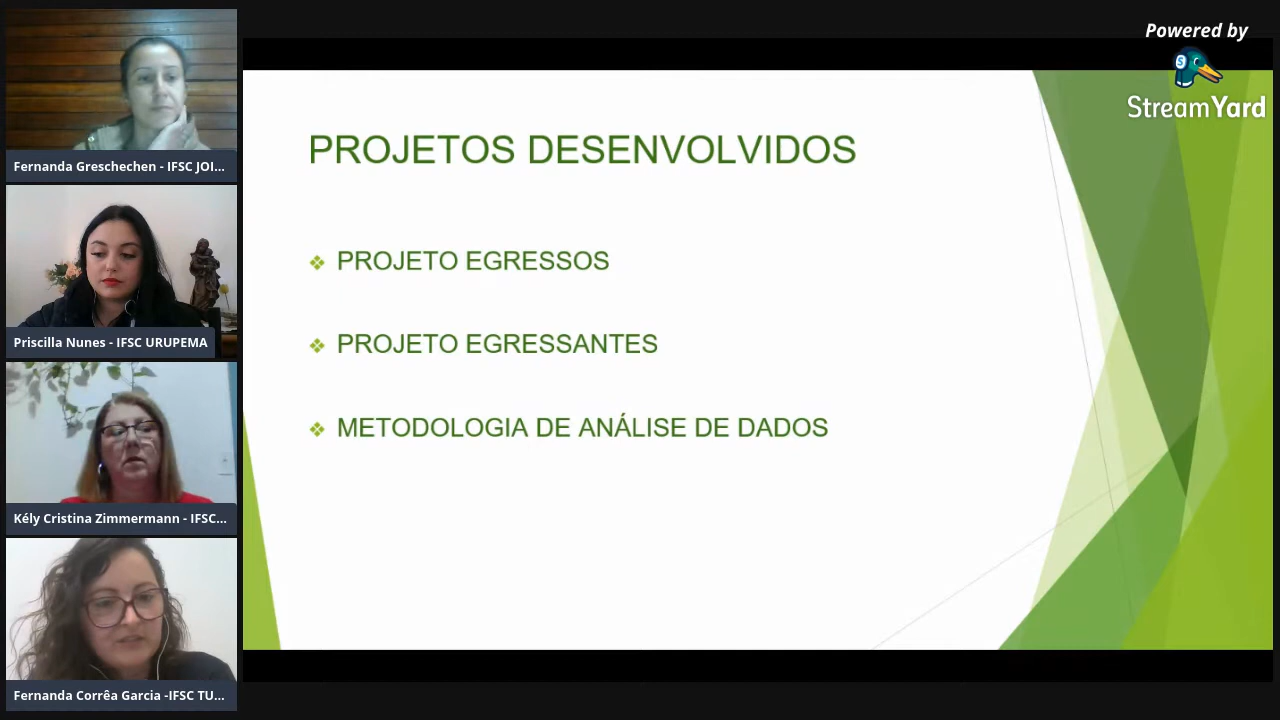 Fernanda Greschechen - IFSC JOI...
Priscilla Nunes - IFSC URUPEMA
Kély Cristina Zimmermann - IFSC...
Fernanda Corrêa Garcia -IFSC TU...
PROJETOS DESENVOLVIDOS
❖ PROJETO EGRESSOS
❖ PROJETO EGRESSANTES
❖ METODOLOGIA DE ANÁLISE DE DADOS
Powered by
S
StreamYard